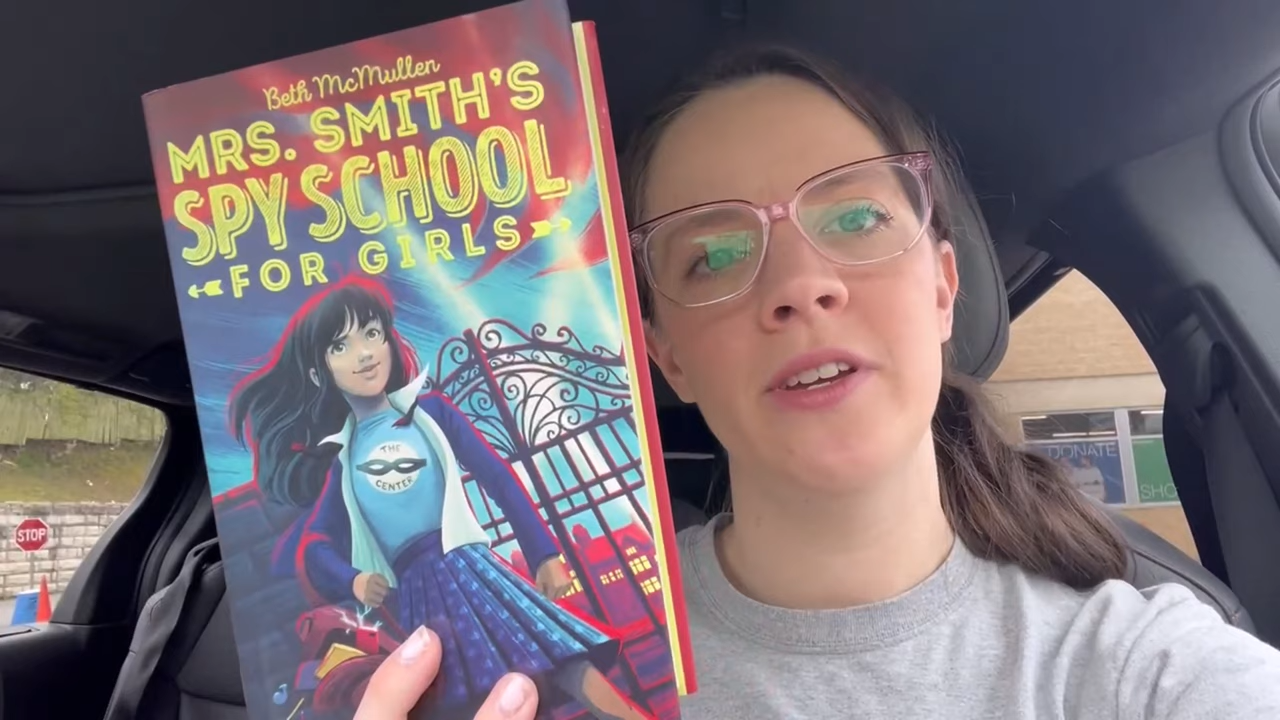 Beth McMullen
MRS. SMITH'S
SPY SCHOOL
FOR GIRLS
THE
CENTER
STOP
DONATE
SHO